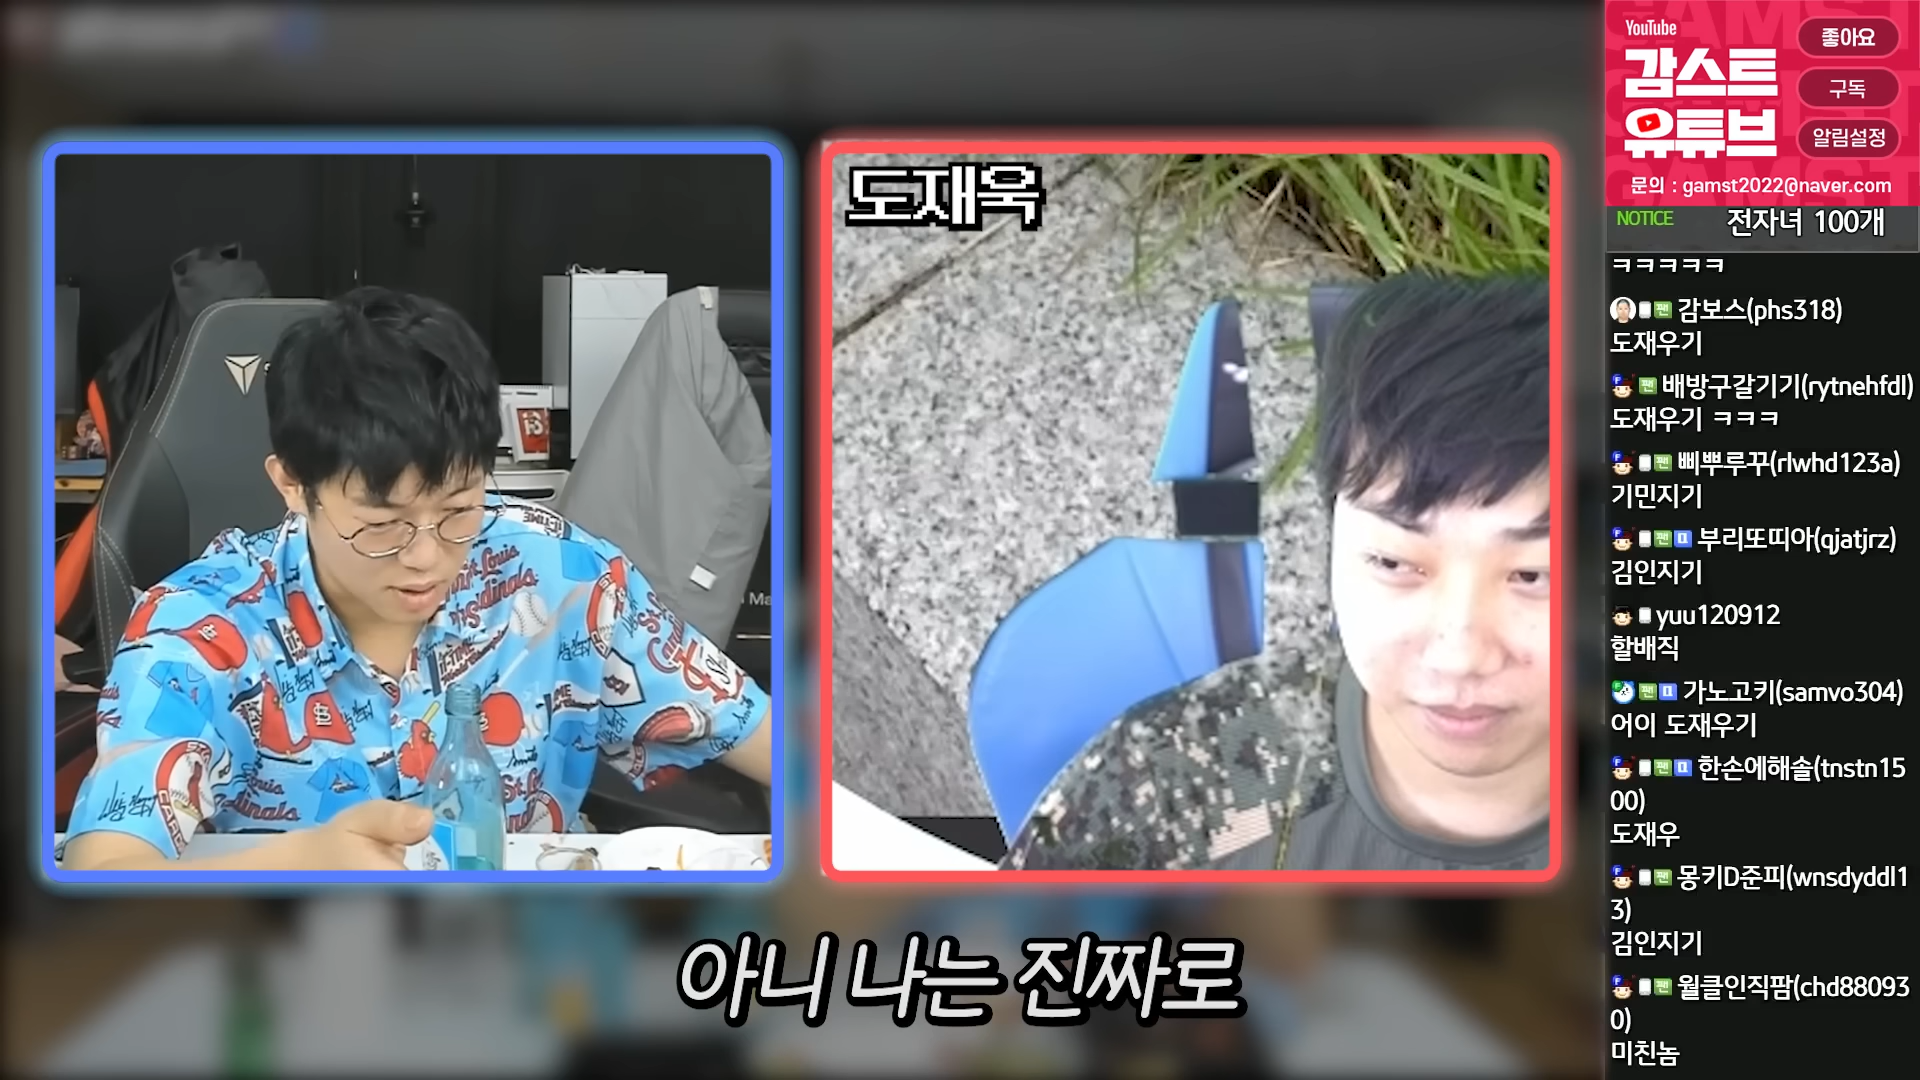 YouTube
감스트
유튜브
좋아요
구독
알림설정
문의 : gamst2022@naver.com
NOTICE 전자녀 100개
도재욱
ㅋㅋㅋㅋㅋ
감보스(phs318)
도재우기
배방구갈기기(rytnehfdl)
도재우기 ㅋㅋㅋ
삐뿌루꾸(rlwhd123a)
기민지기
부리또띠아(qjatjrz)
김인지기
yuu120912
할배직
가노고키(samvo304)
어이 도재우기
한손에해솔(tnstn15
00)
도재우
몽키D준피(wnsdyddl1
3)
김인지기
월클인직팜(chd88093
0)
미친놈
아니 나는 진짜로